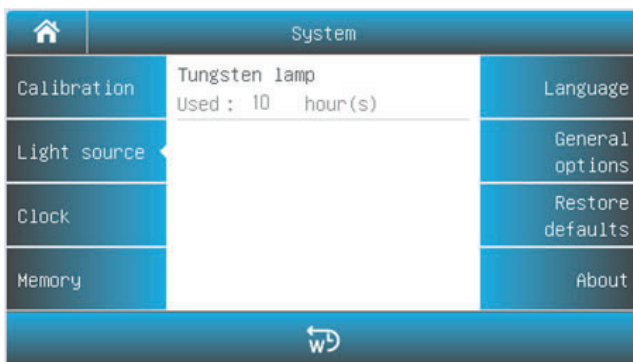 System
Calibration
Light source
Clock
Memory
Tungsten lamp
Used : 10 hour(s)
Language
General
options
Restore
defaults
About
W